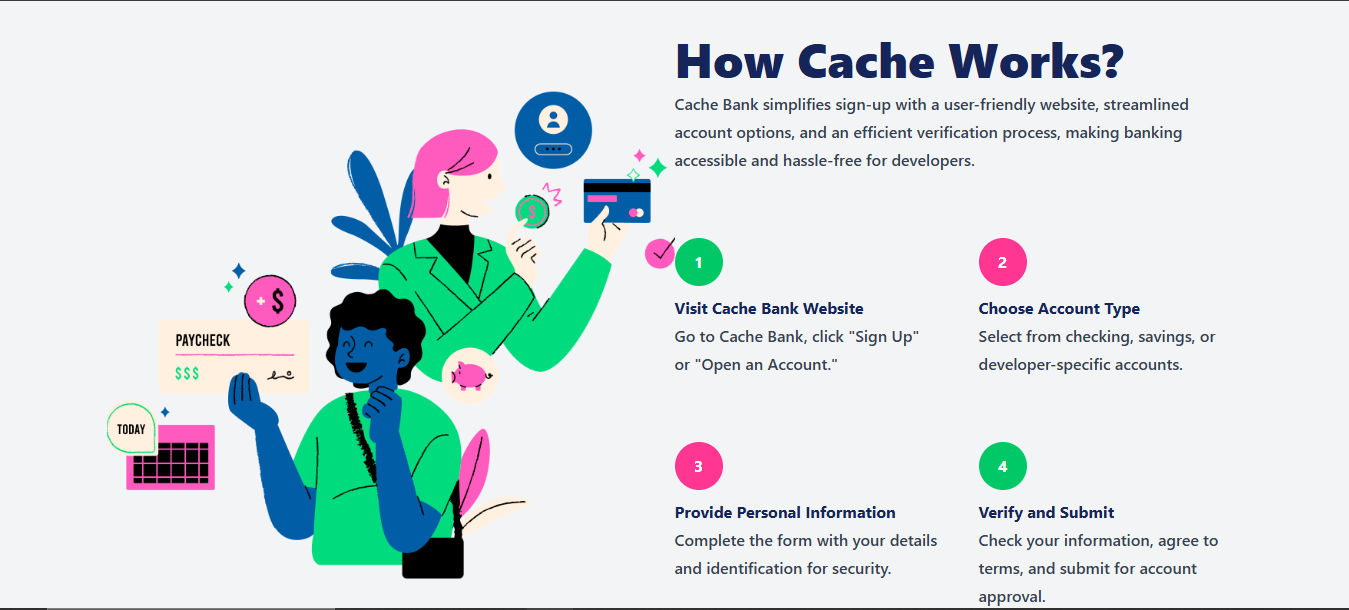 How Cache Works?
Cache Bank simplifies sign-up with a user-friendly website, streamlined
account options, and an efficient verification process, making banking
accessible and hassle-free for developers.
1
Visit Cache Bank Website
Go to Cache Bank, click "Sign Up"
or "Open an Account."
2
Choose Account Type
Select from checking, savings, or
developer-specific accounts.
3
Provide Personal Information
Complete the form with your details
and identification for security.
4
Verify and Submit
Check your information, agree to
terms, and submit for account
approval.
$
+ $
PAYCHECK
$$$
TODAY